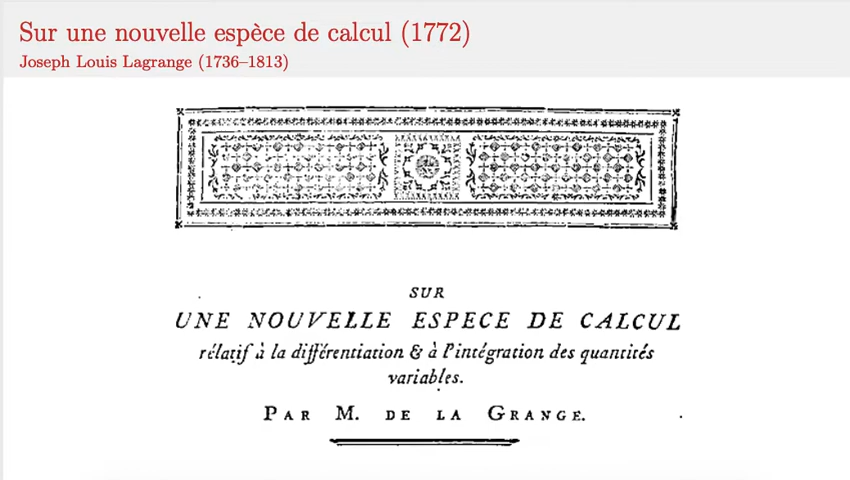 Sur une nouvelle espèce de calcul (1772)
Joseph Louis Lagrange (1736–1813)
SUR
UNE NOUVELLE ESPECE DE CALCUL
rélatif à la différentiation & à l'intégration des quantités
variables.
PAR M. DE LA GRANGE.